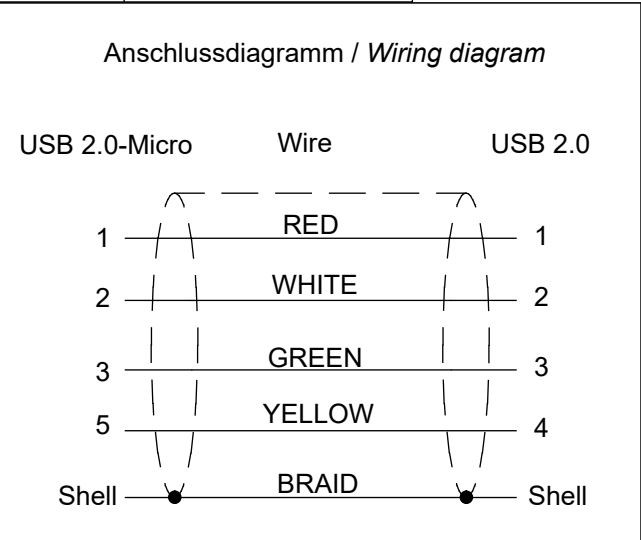 Anschlussdiagramm / Wiring diagram
USB 2.0-Micro Wire USB 2.0
1 RED 1
2 WHITE 2
3 GREEN 3
5 YELLOW 4
Shell BRAID Shell